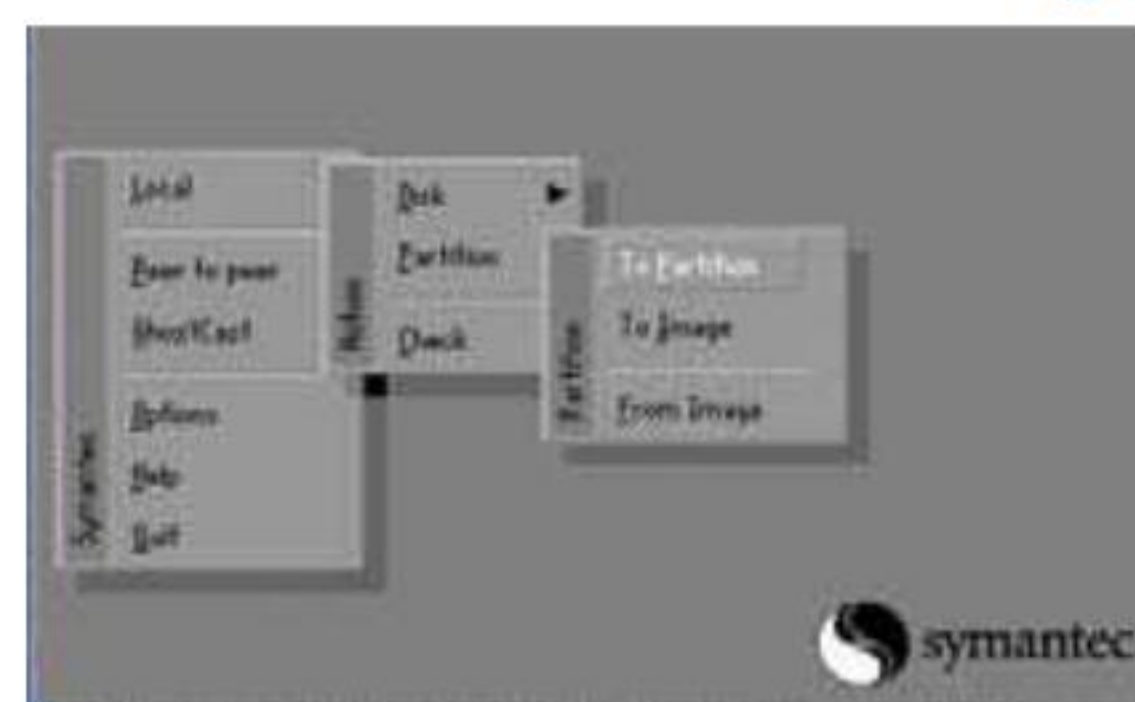 Local
Peer to peer
GhostCast
Options
Help
Quit
Symantec
Disk
Partition
Check
Action
To Partition
To Image
From Image
Partition
symantec